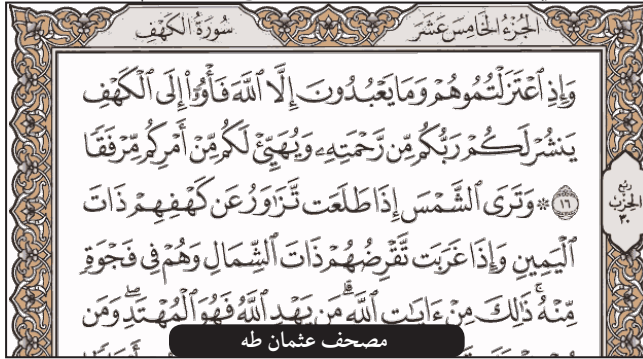 الجزء الخامس عشر
سورة الكهف
وَإِذِ ٱعۡتَزَلۡتُمُوهُمۡ وَمَا يَعۡبُدُونَ إِلَّا ٱللَّهَ فَأۡوُۥٓاْ إِلَى ٱلۡكَهۡفِ
يَنشُرۡ لَكُمۡ رَبُّكُم مِّن رَّحۡمَتِهِۦ وَيُهَيِّئۡ لَكُم مِّنۡ أَمۡرِكُم مِّرۡفَقٗا
١٦ ۞ وَتَرَى ٱلشَّمۡسَ إِذَا طَلَعَت تَّزَٰوَرُ عَن كَهۡفِهِمۡ ذَاتَ
ٱلۡيَمِينِ وَإِذَا غَرَبَت تَّقۡرِضُهُمۡ ذَاتَ ٱلشِّمَالِ وَهُمۡ فِي فَجۡوَةٖ
مِّنۡهُۚ ذَٰلِكَ مِنۡ ءَايَٰتِ ٱللَّهِۗ مَن يَهۡدِ ٱللَّهُ فَهُوَ ٱلۡمُهۡتَدِۖ وَمَن
ربع
الحزب
٣٠
مصحف عثمان طه